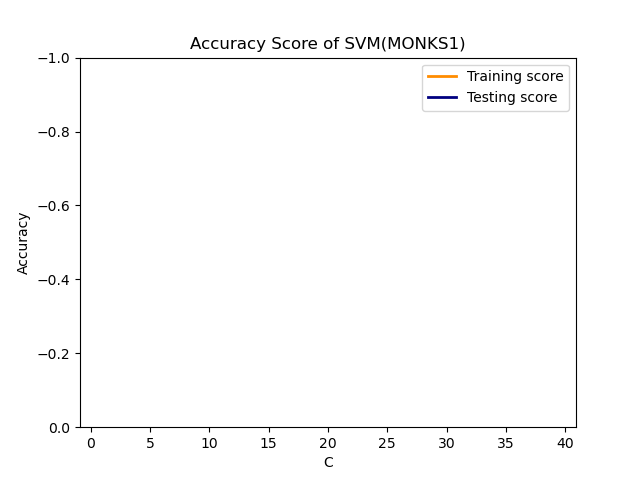 Accuracy Score of SVM(MONKS1)
−1.0
−0.8
−0.6
−0.4
−0.2
0.0
Accuracy
Training score
Testing score
0 5 10 15 20 25 30 35 40
C